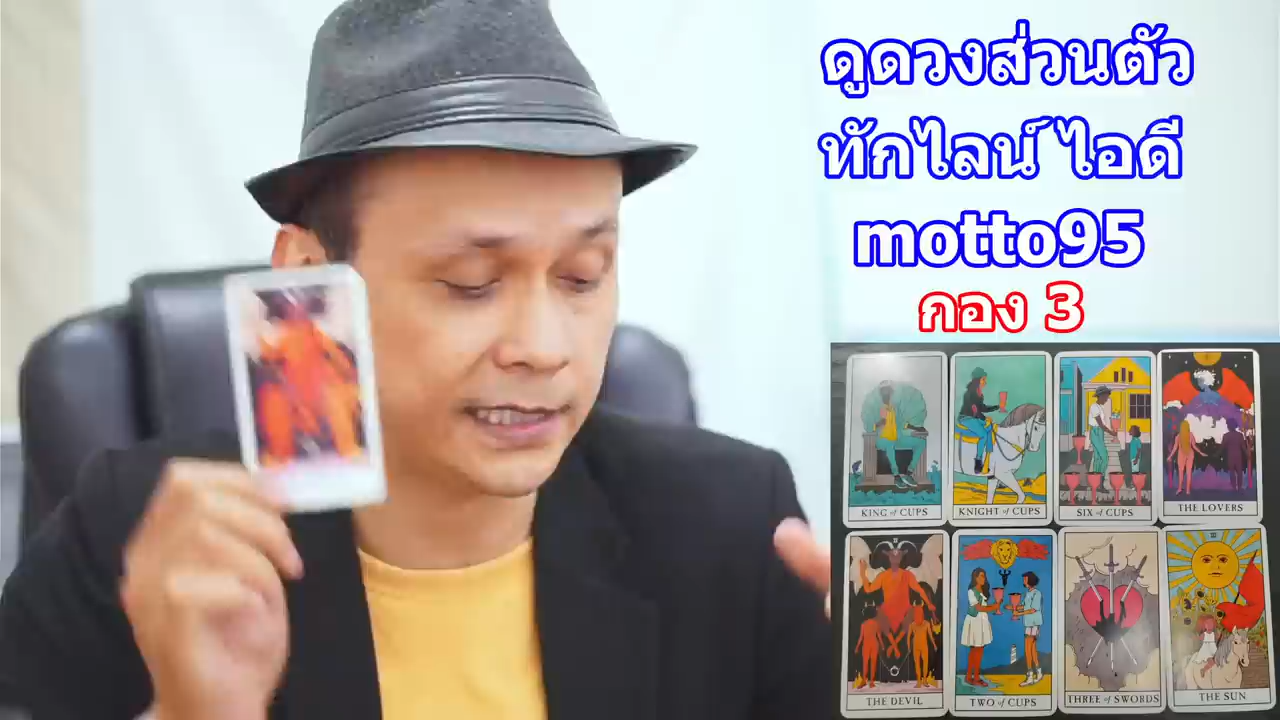 ดูดวงส่วนตัว
ทักไลน์ ไอดี
motto95
กอง 3
KING of CUPS
KNIGHT of CUPS
SIX of CUPS
THE LOVERS
THE DEVIL
TWO of CUPS
THREE of SWORDS
THE SUN